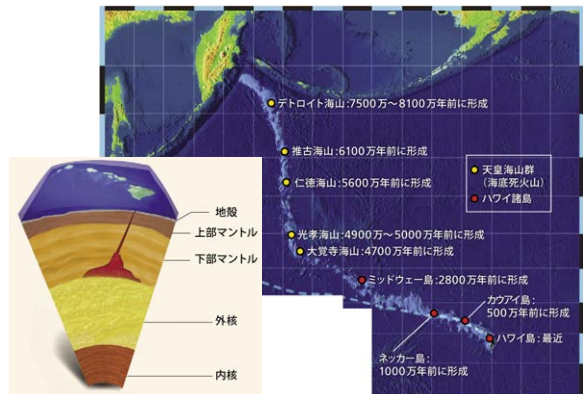 デトロイト海山:7500万〜8100万年前に形成
推古海山:6100万年前に形成
仁徳海山:5600万年前に形成
天皇海山群
(海底死火山)
ハワイ諸島
光孝海山:4900万〜5000万年前に形成
大覚寺海山:4700万年前に形成
ミッドウェー島:2800万年前に形成
カウアイ島:
500万年前に形成
ハワイ島:最近
ネッカー島:
1000万年前に形成
地殻
上部マントル
下部マントル
外核
内核